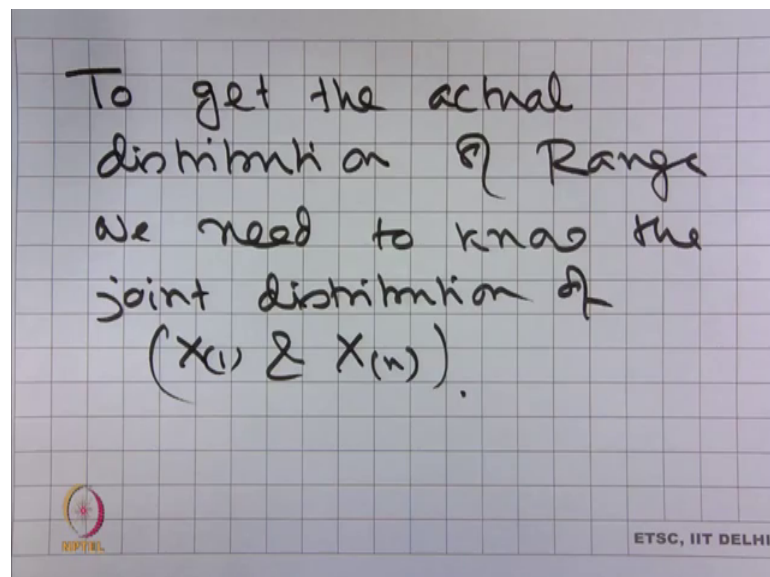 To get the actual
distribution of Range
we need to know the
joint distribution of
(X(1) & X(n)).
NPTEL
ETSC, IIT DELHI